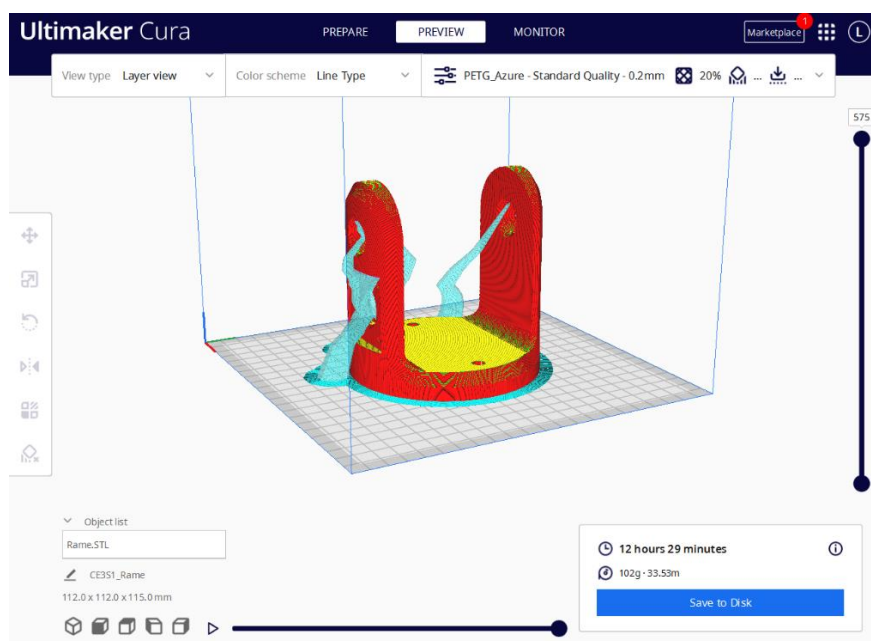 Ultimaker Cura
PREPARE
PREVIEW
MONITOR
Marketplace
1
L
View type Layer view
Color scheme Line Type
PETG_Azure - Standard Quality - 0.2mm
20%
...
...
575
Object list
Rame.STL
CE3S1_Rame
112.0 x 112.0 x 115.0 mm
12 hours 29 minutes
102g · 33.53m
Save to Disk